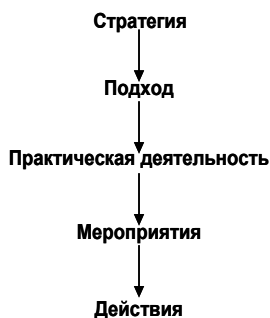 Стратегия
Подход
Практическая деятельность
Мероприятия
Действия